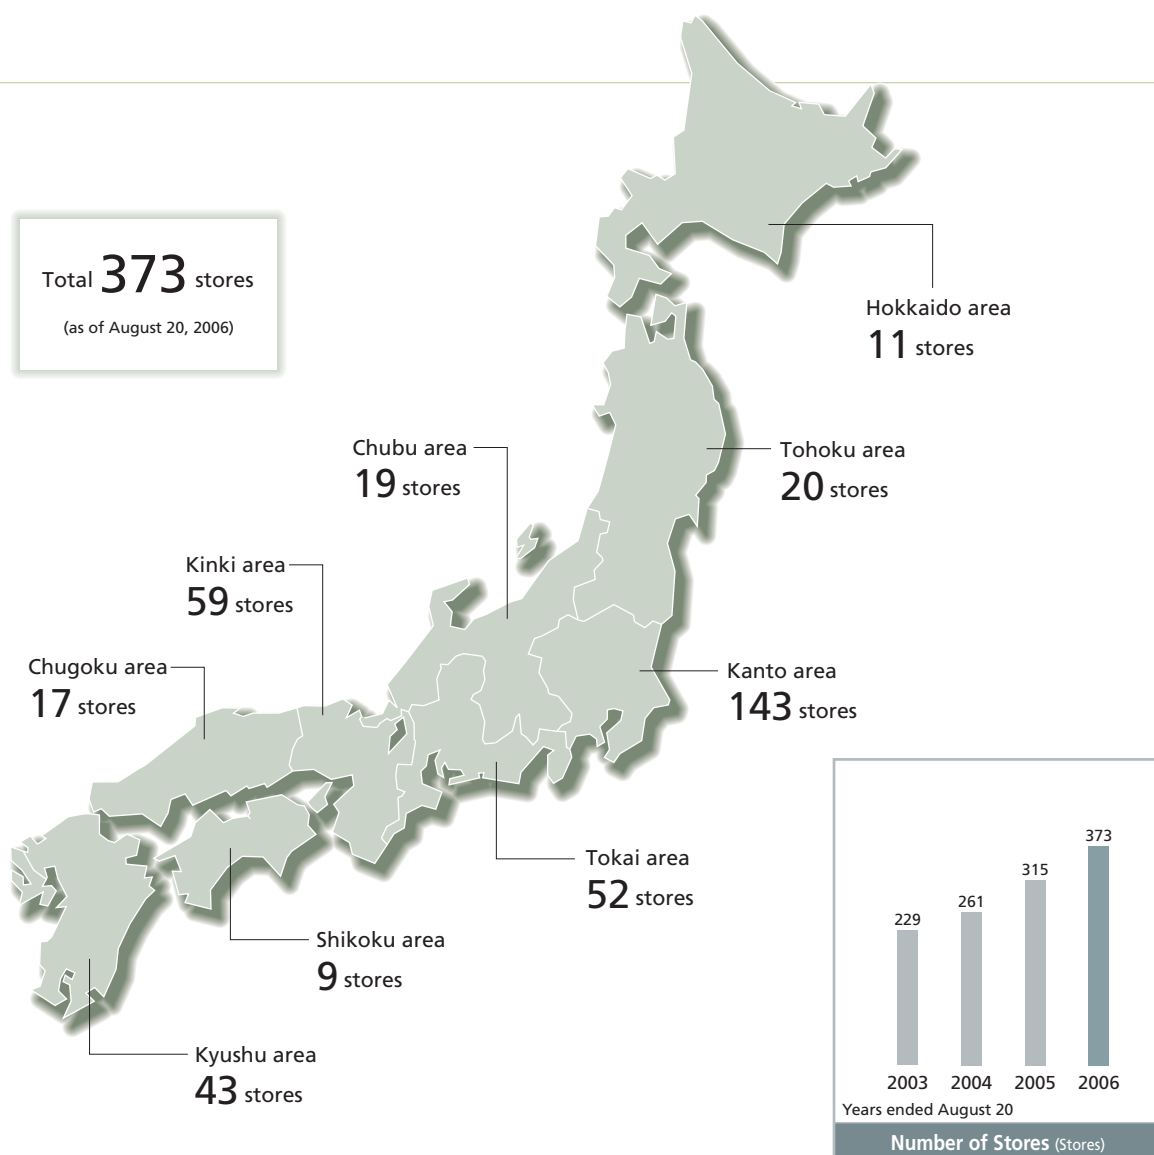 Total 373 stores
(as of August 20, 2006)
Hokkaido area
11 stores
Tohoku area
20 stores
Chubu area
19 stores
Kinki area
59 stores
Chugoku area
17 stores
Kanto area
143 stores
Tokai area
52 stores
Shikoku area
9 stores
Kyushu area
43 stores
229
261
315
373
2003
2004
2005
2006
Years ended August 20
Number of Stores (Stores)